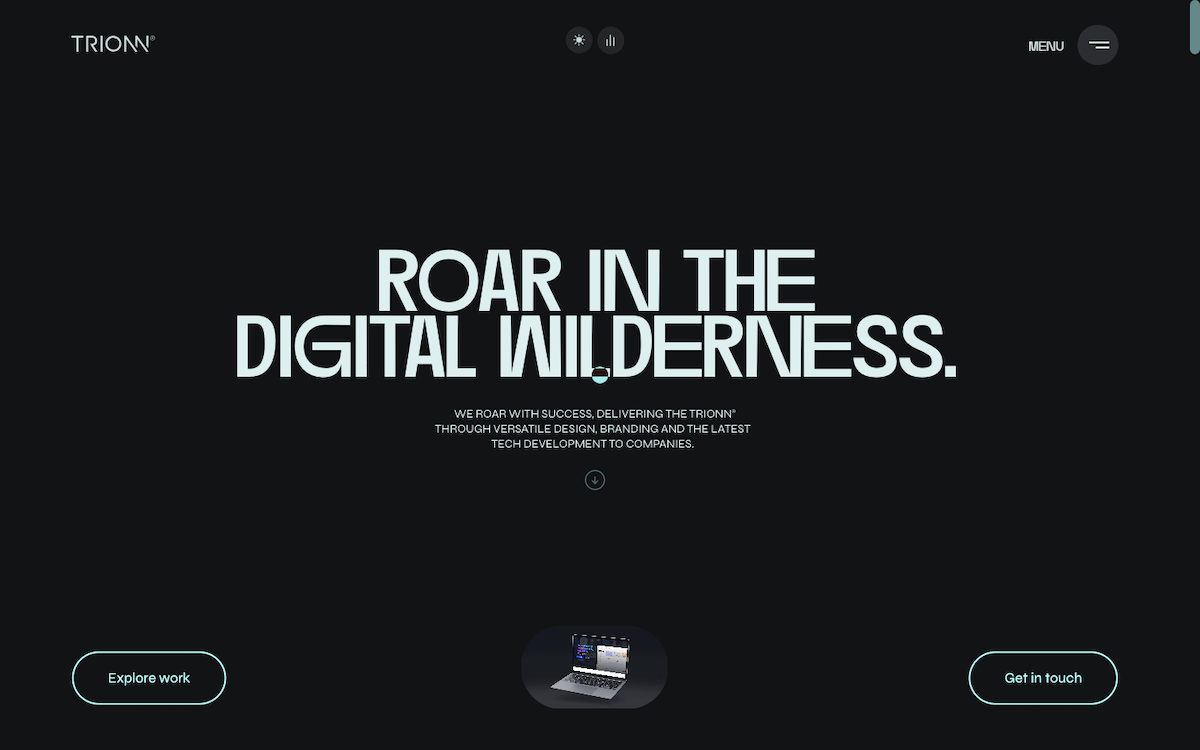 TRIONN®
MENU
ROAR IN THE
DIGITAL WILDERNESS.
WE ROAR WITH SUCCESS, DELIVERING THE TRIONN®
THROUGH VERSATILE DESIGN, BRANDING AND THE LATEST
TECH DEVELOPMENT TO COMPANIES.
Explore work
Get in touch